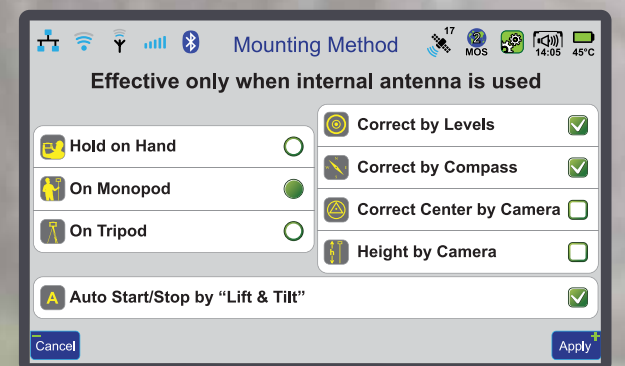 Mounting Method
17
2
MOS
14:05
45°C
Effective only when internal antenna is used
Hold on Hand
On Monopod
On Tripod
Correct by Levels
Correct by Compass
Correct Center by Camera
h
Height by Camera
A Auto Start/Stop by “Lift & Tilt”
Cancel
Apply